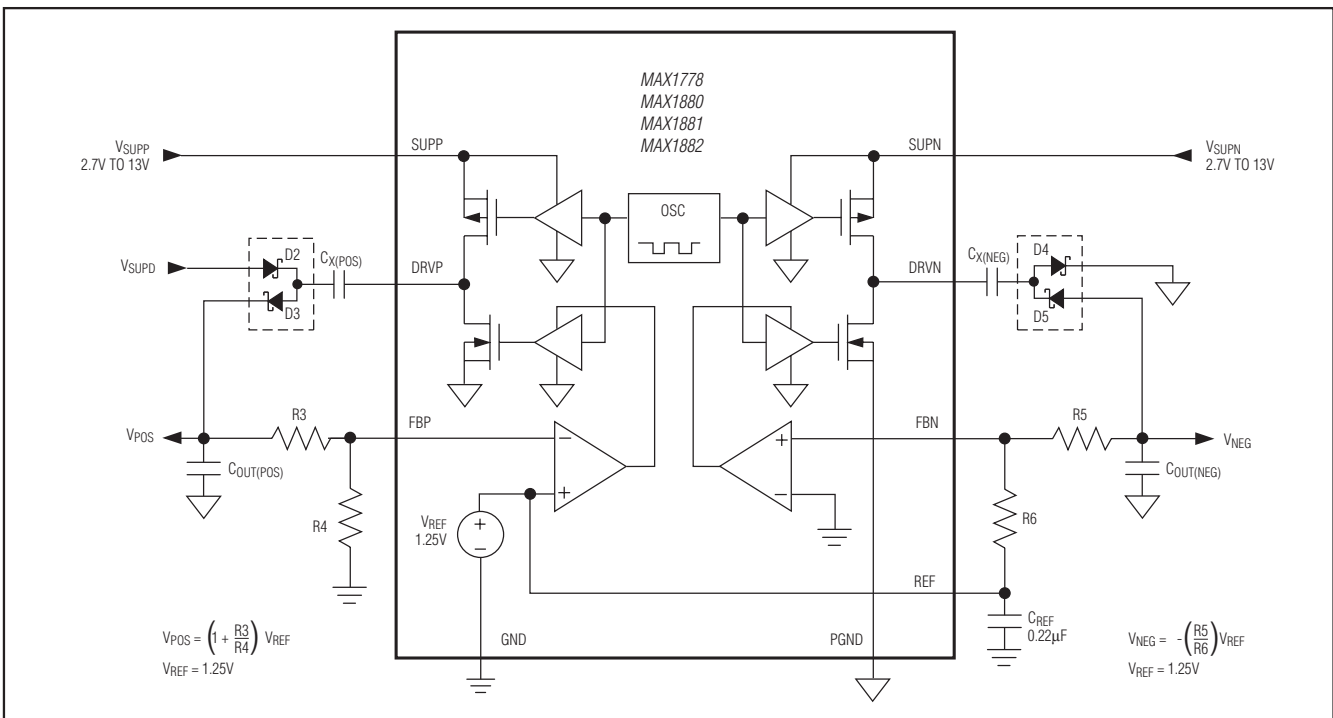 MAX1778
MAX1880
MAX1881
MAX1882
VSUPP
2.7V TO 13V
SUPP
SUPN
VSUPN
2.7V TO 13V
OSC
VSUPD
D2
D3
CX(POS)
DRVP
DRVN
CX(NEG)
D4
D5
VPOS
R3
FBP
FBN
R5
VNEG
COUT(POS)
COUT(NEG)
R4
R6
−
+
+
−
VREF
1.25V
+
−
REF
CREF
0.22µF
GND
PGND
VPOS = (1 + R3/R4) VREF
VREF = 1.25V
VNEG = -(R5/R6)VREF
VREF = 1.25V